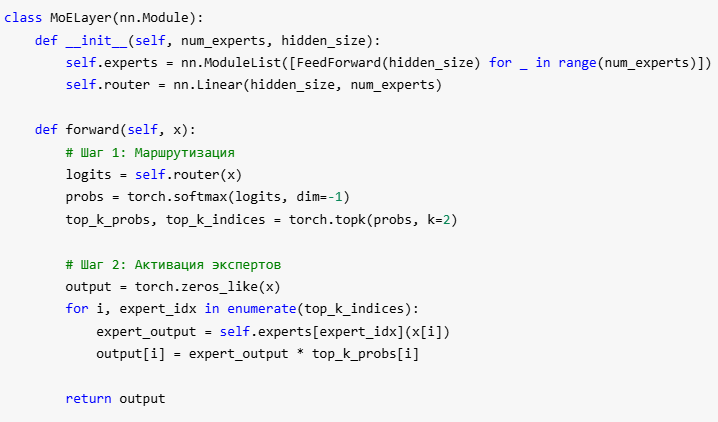 class MoELayer(nn.Module):
    def __init__(self, num_experts, hidden_size):
        self.experts = nn.ModuleList([FeedForward(hidden_size) for _ in range(num_experts)])
        self.router = nn.Linear(hidden_size, num_experts)

    def forward(self, x):
        # Шаг 1: Маршрутизация
        logits = self.router(x)
        probs = torch.softmax(logits, dim=-1)
        top_k_probs, top_k_indices = torch.topk(probs, k=2)

        # Шаг 2: Активация экспертов
        output = torch.zeros_like(x)
        for i, expert_idx in enumerate(top_k_indices):
            expert_output = self.experts[expert_idx](x[i])
            output[i] = expert_output * top_k_probs[i]

        return output